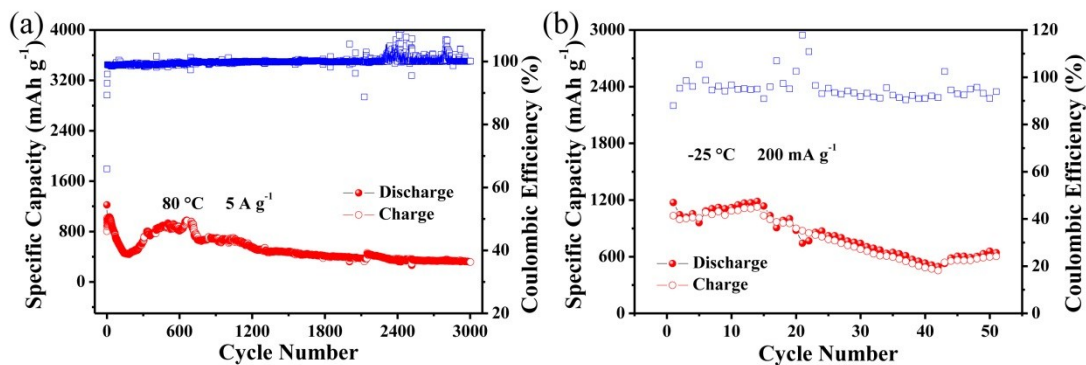 (a)
4000
3200
2400
1600
800
0
Specific Capacity (mAh g-1)
80 °C 5 A g-1
Discharge
Charge
100
80
60
40
20
Coulombic Efficiency (%)
0 600 1200 1800 2400 3000
Cycle Number
(b)
3000
2400
1800
1200
600
0
Specific Capacity (mAh g-1)
-25 °C 200 mA g-1
Discharge
Charge
120
100
80
60
40
20
0
Coulombic Efficiency (%)
0 10 20 30 40 50
Cycle Number